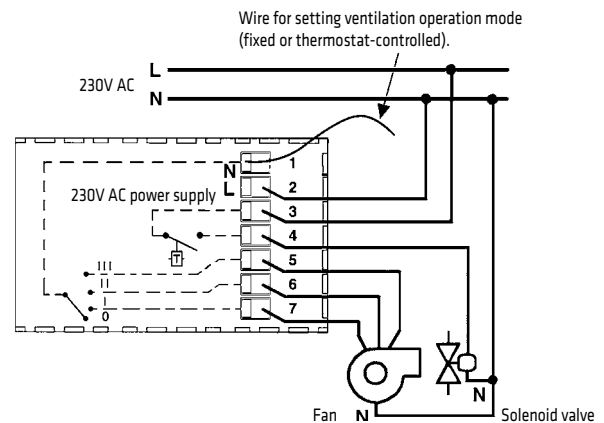 Wire for setting ventilation operation mode
(fixed or thermostat-controlled).
L
230V AC
N
1
N
L
2
230V AC power supply
3
4
T
5
III
II
I
6
0
7
N
Fan N
Solenoid valve